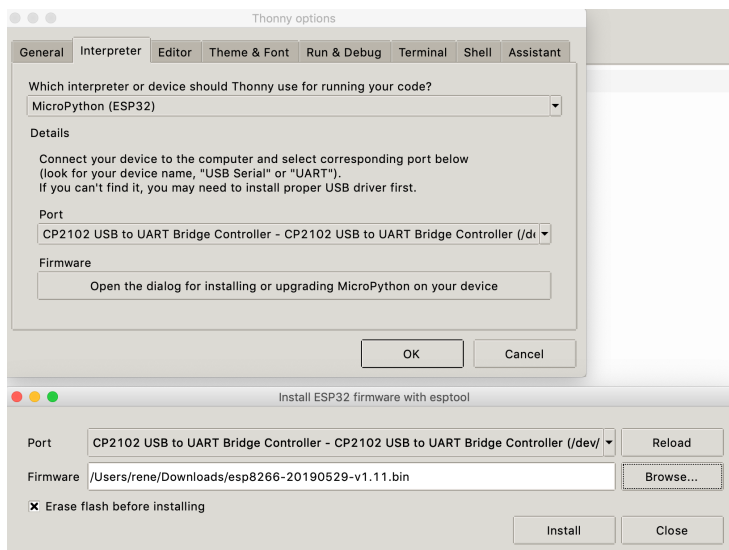 Thonny options
General Interpreter Editor Theme & Font Run & Debug Terminal Shell Assistant
Which interpreter or device should Thonny use for running your code?
MicroPython (ESP32)
Details
Connect your device to the computer and select corresponding port below
(look for your device name, "USB Serial" or "UART").
If you can't find it, you may need to install proper USB driver first.
Port
CP2102 USB to UART Bridge Controller - CP2102 USB to UART Bridge Controller (/de
Firmware
Open the dialog for installing or upgrading MicroPython on your device
OK Cancel
Install ESP32 firmware with esptool
Port CP2102 USB to UART Bridge Controller - CP2102 USB to UART Bridge Controller (/dev/ Reload
Firmware /Users/rene/Downloads/esp8266-20190529-v1.11.bin Browse...
Erase flash before installing
Install Close